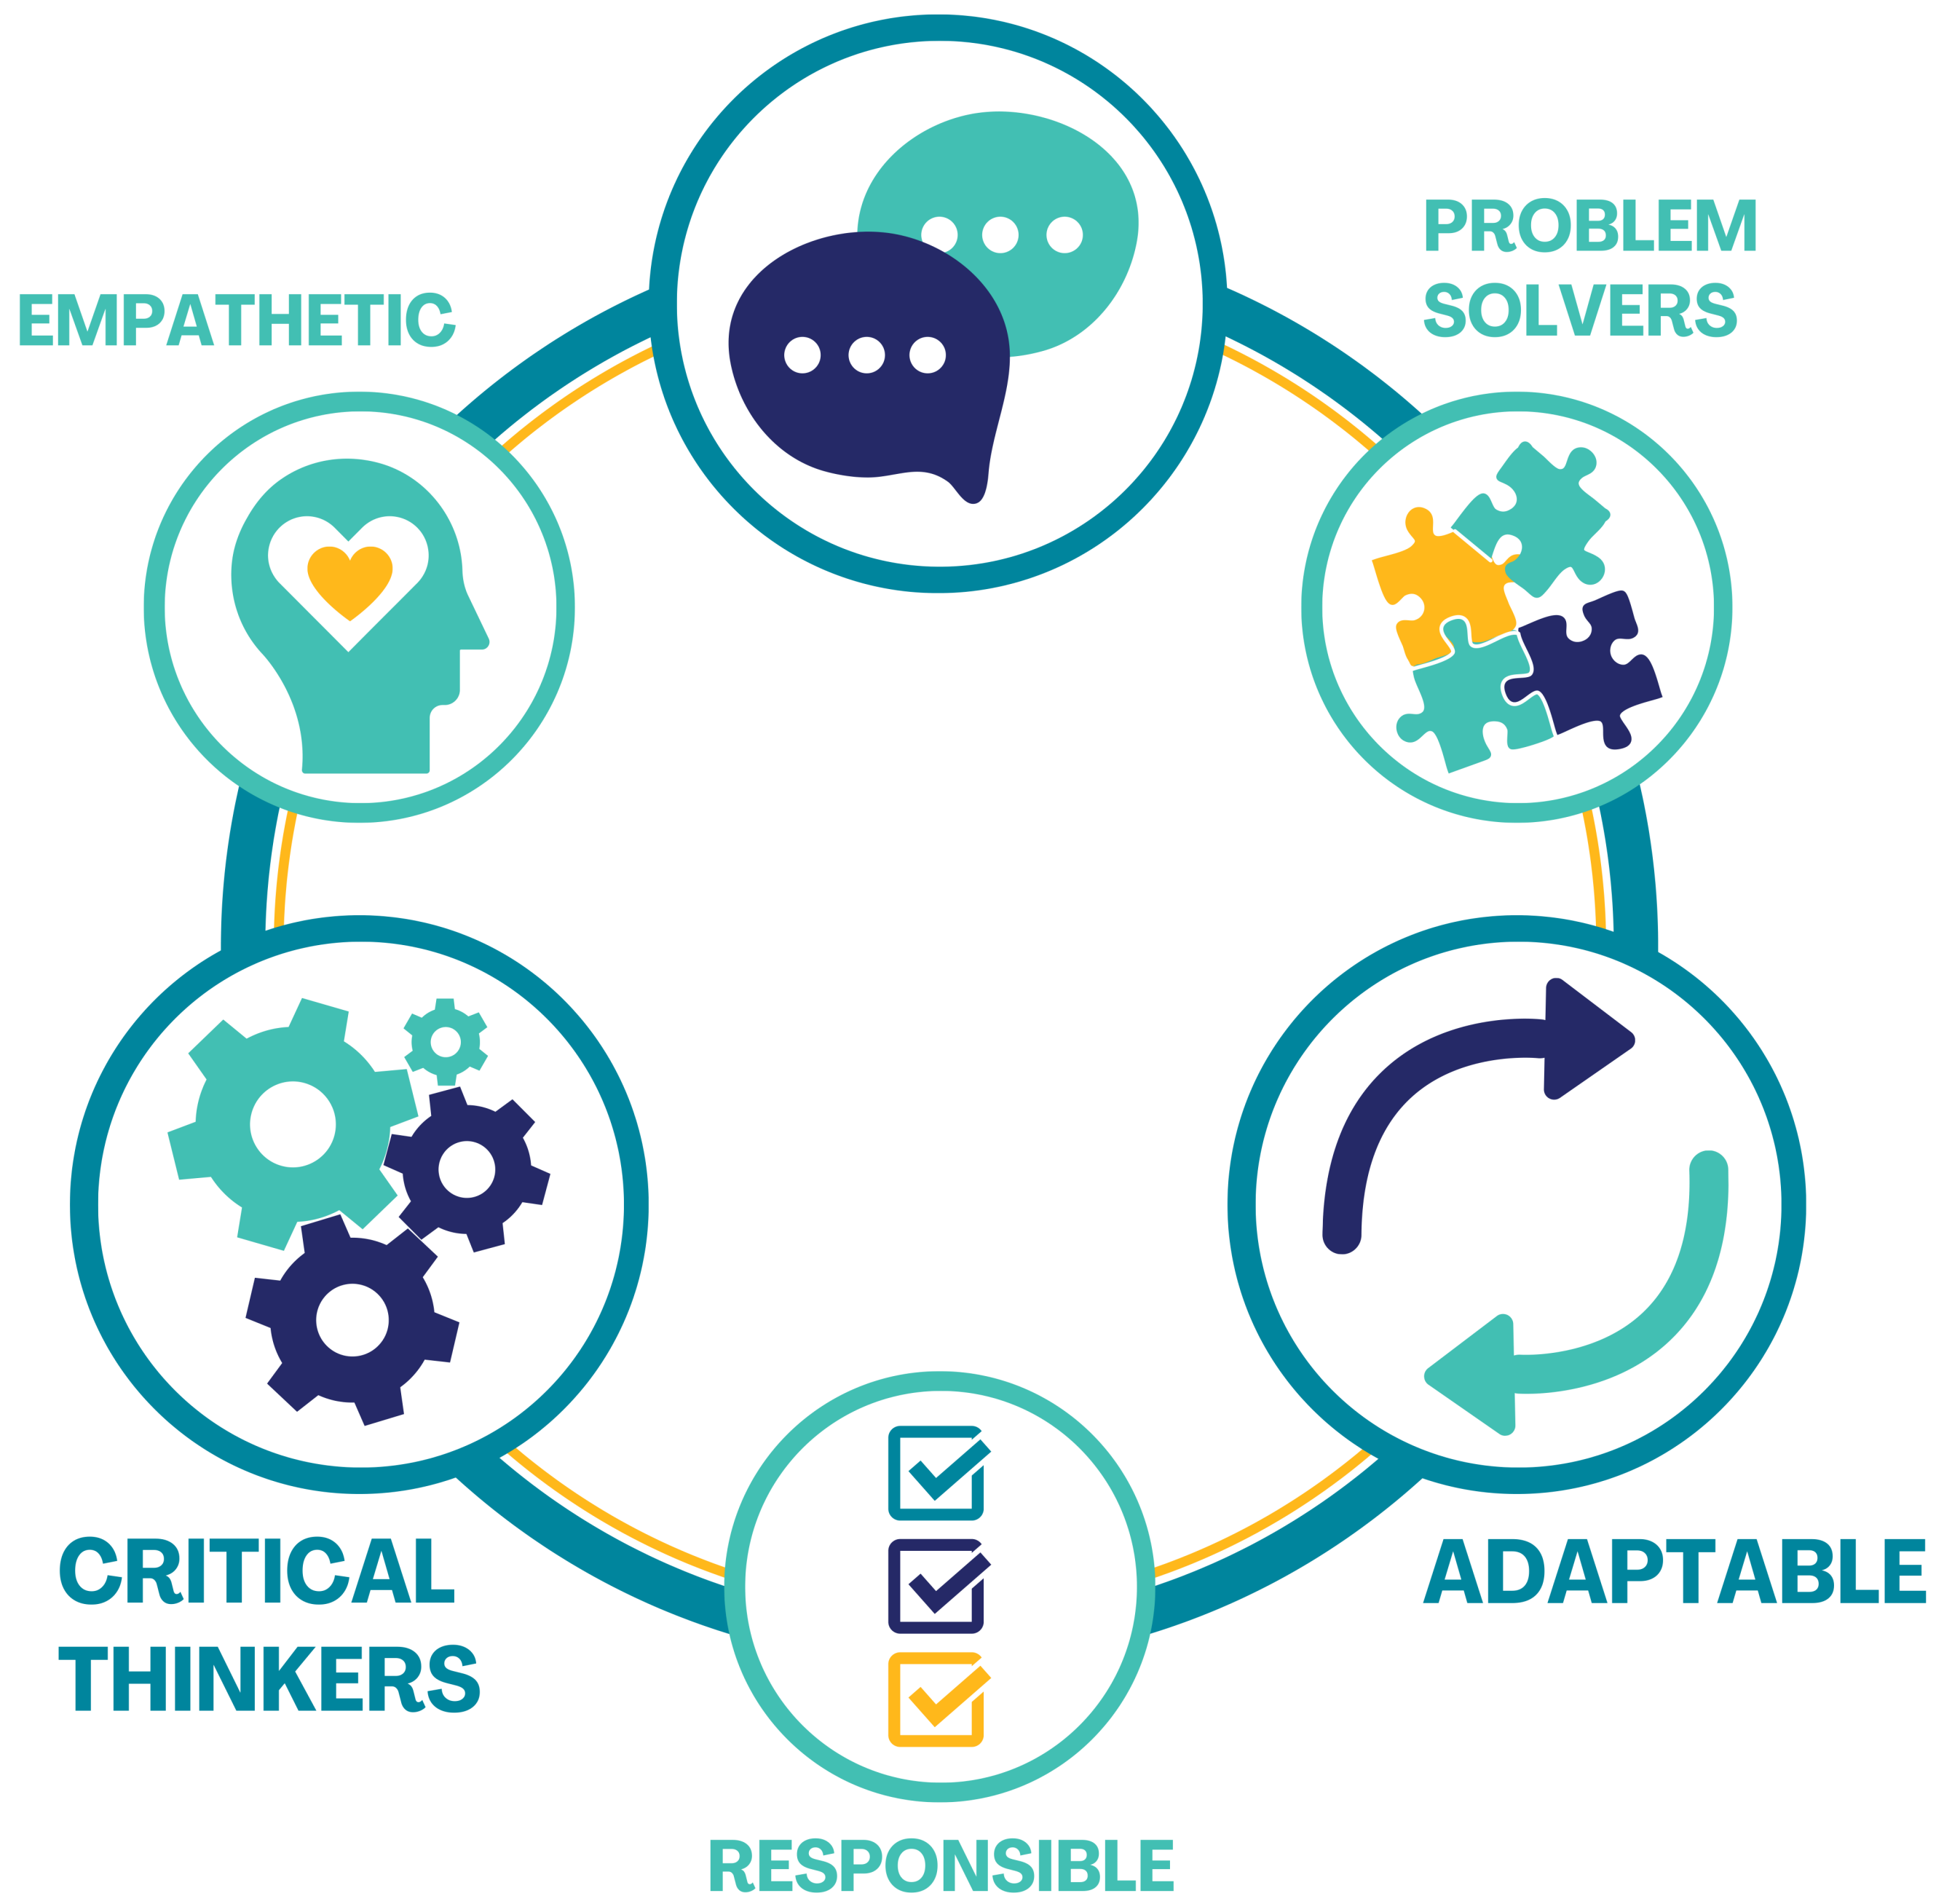 PROBLEM
SOLVERS
EMPATHETIC
CRITICAL
THINKERS
ADAPTABLE
RESPONSIBLE